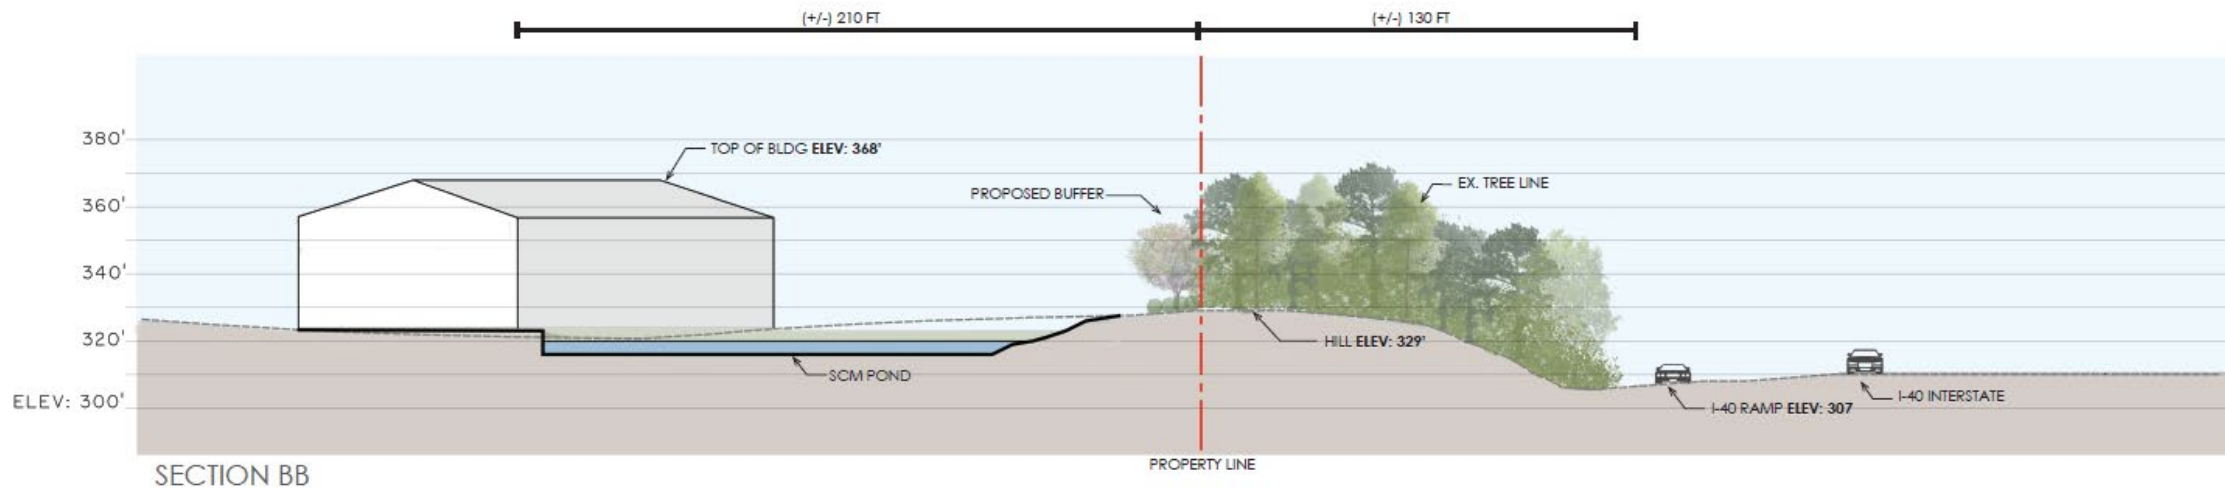 (+/-) 210 FT
(+/-) 130 FT
380'
TOP OF BLDG ELEV: 368'
360'
PROPOSED BUFFER
EX. TREE LINE
340'
320'
HILL ELEV: 329'
SCM POND
ELEV: 300'
I-40 RAMP ELEV: 307
I-40 INTERSTATE
PROPERTY LINE
SECTION BB